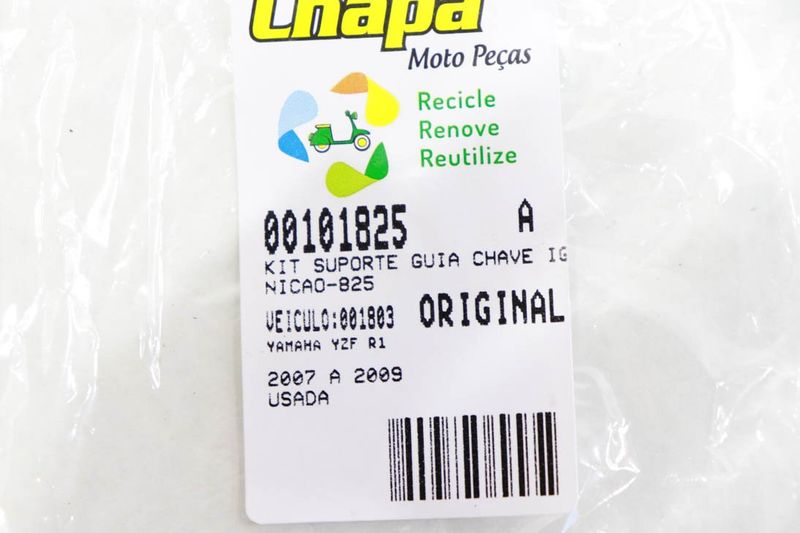 Chapa
Moto Peças
Recicle
Renove
Reutilize
00101825 A
KIT SUPORTE GUIA CHAVE IG
NICAO-825
VEICULO:001803 ORIGINAL
YAMAHA YZF R1
2007 A 2009
USADA